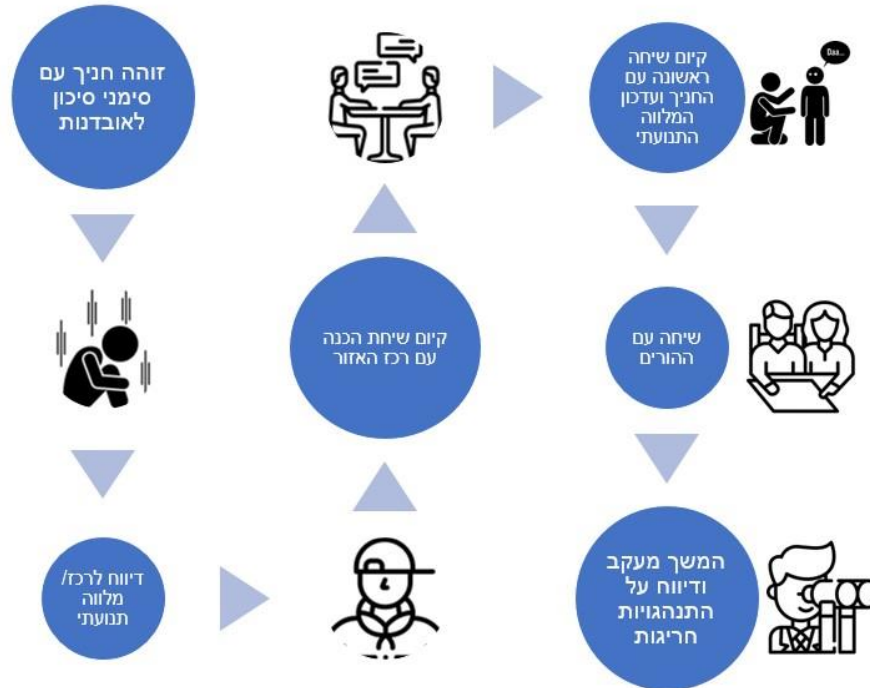 זוהה חניך עם
סימני סיכון
לאובדנות
דיווח לרכז/
מלווה
תנועתי
קיום שיחת הכנה
עם רכז האזור
קיום שיחה
ראשונה עם
החניך ועדכון
המלווה
התנועתי
Daa...
שיחה עם
ההורים
המשך מעקב
ודיווח על
התנהגויות
חריגות